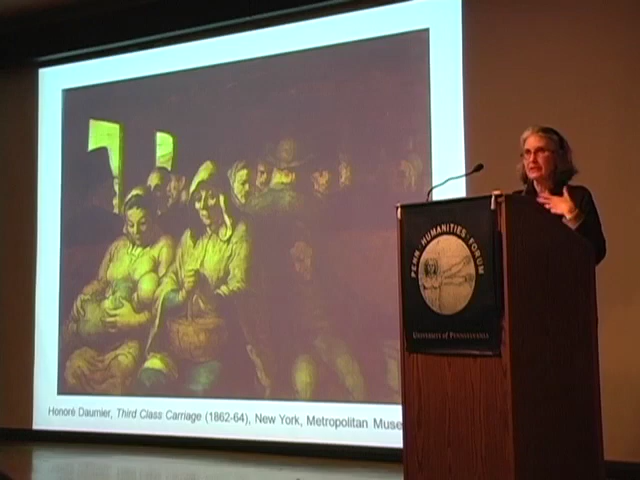 Honoré Daumier, Third Class Carriage (1862-64), New York, Metropolitan Muse
PENN HUMANITIES FORUM
UNIVERSITY OF PENNSYLVANIA